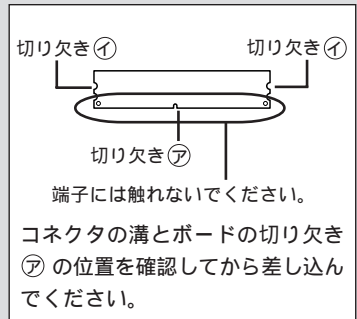 切り欠き㋑ 切り欠き㋑
切り欠き㋐
端子には触れないでください。
コネクタの溝とボードの切り欠き
㋐ の位置を確認してから差し込ん
でください。